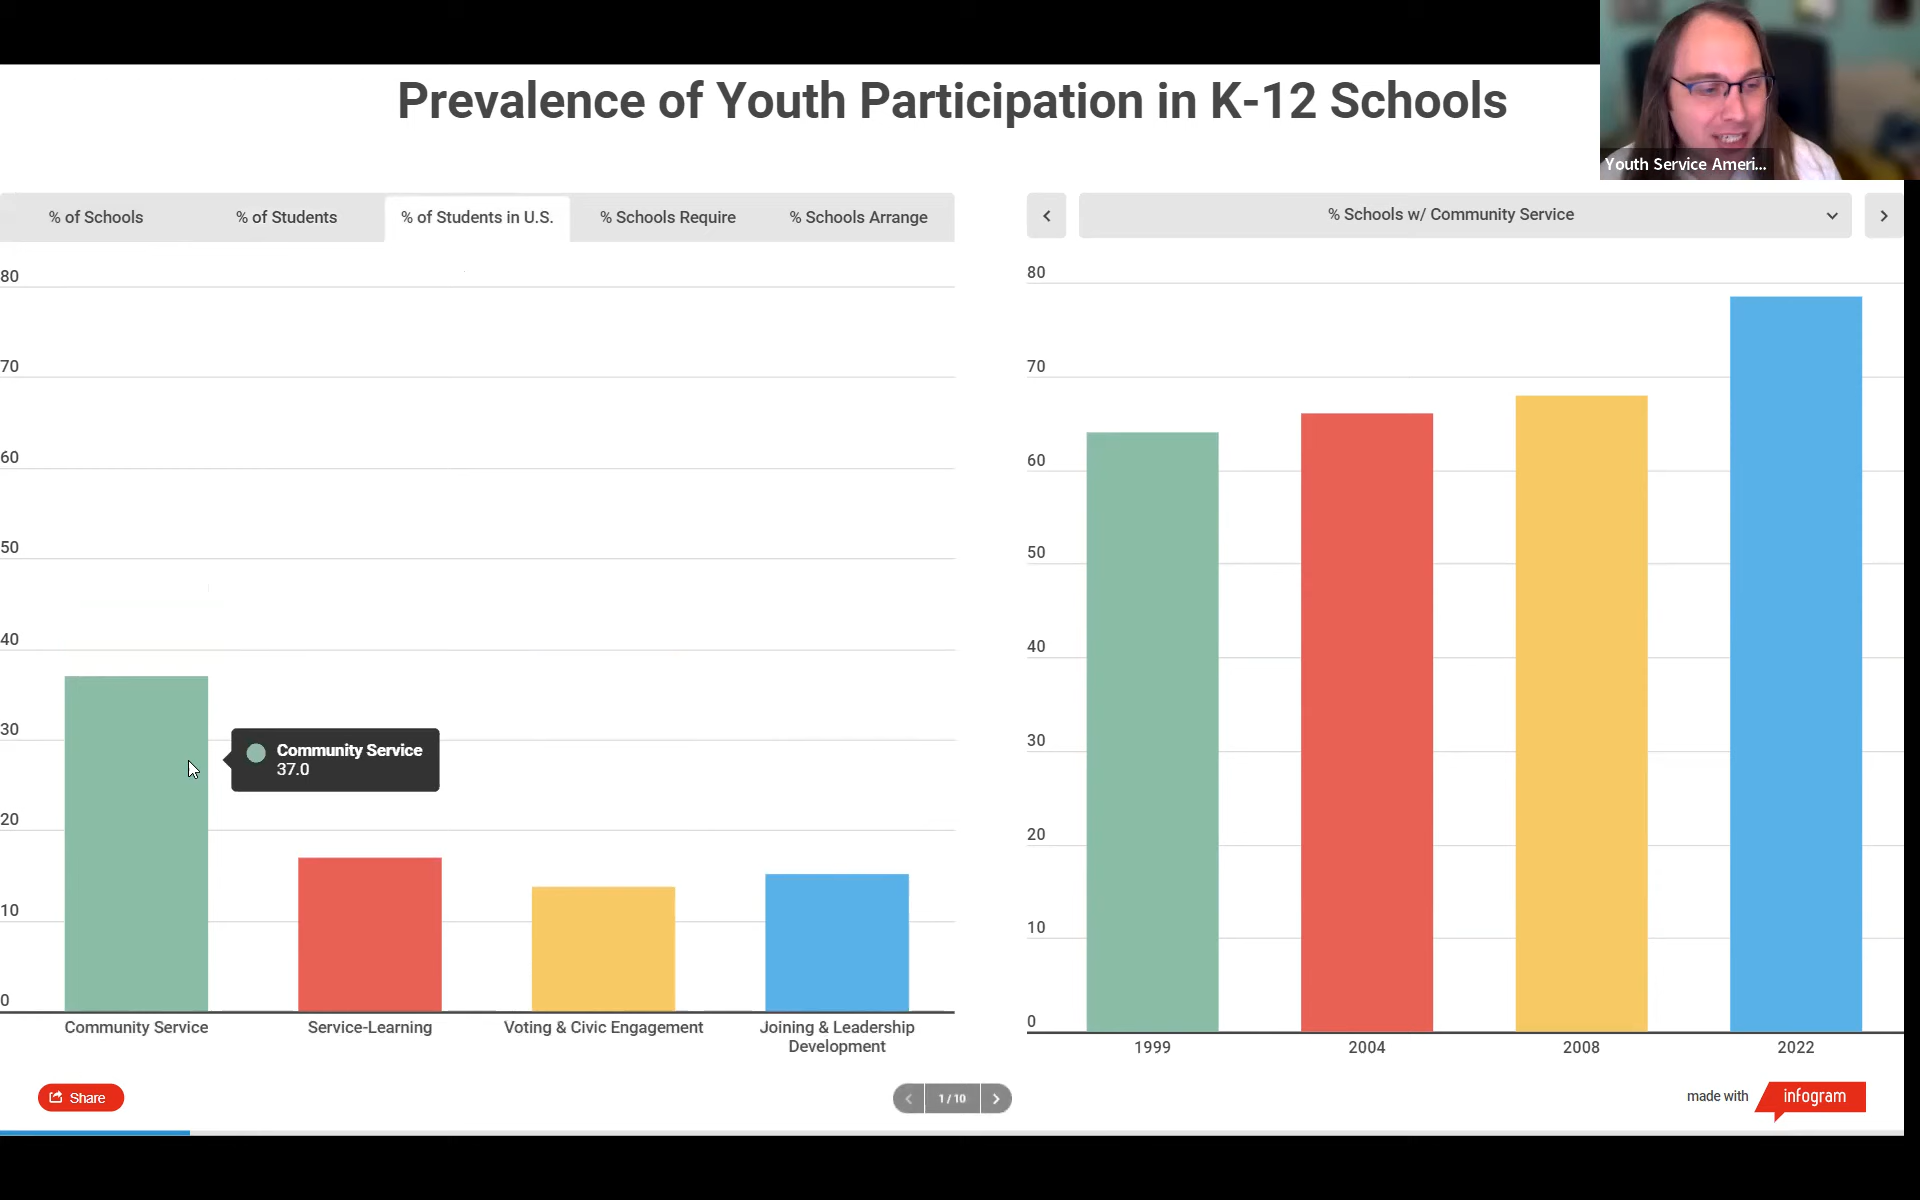 Prevalence of Youth Participation in K-12 Schools
Youth Service Ameri...
% of Schools
% of Students
% of Students in U.S.
% Schools Require
% Schools Arrange
80
70
60
50
40
30
20
10
0
Community Service
37.0
Community Service
Service-Learning
Voting & Civic Engagement
Joining & Leadership
Development
% Schools w/ Community Service
80
70
60
50
40
30
20
10
0
1999
2004
2008
2022
Share
1 / 10
made with
infogram